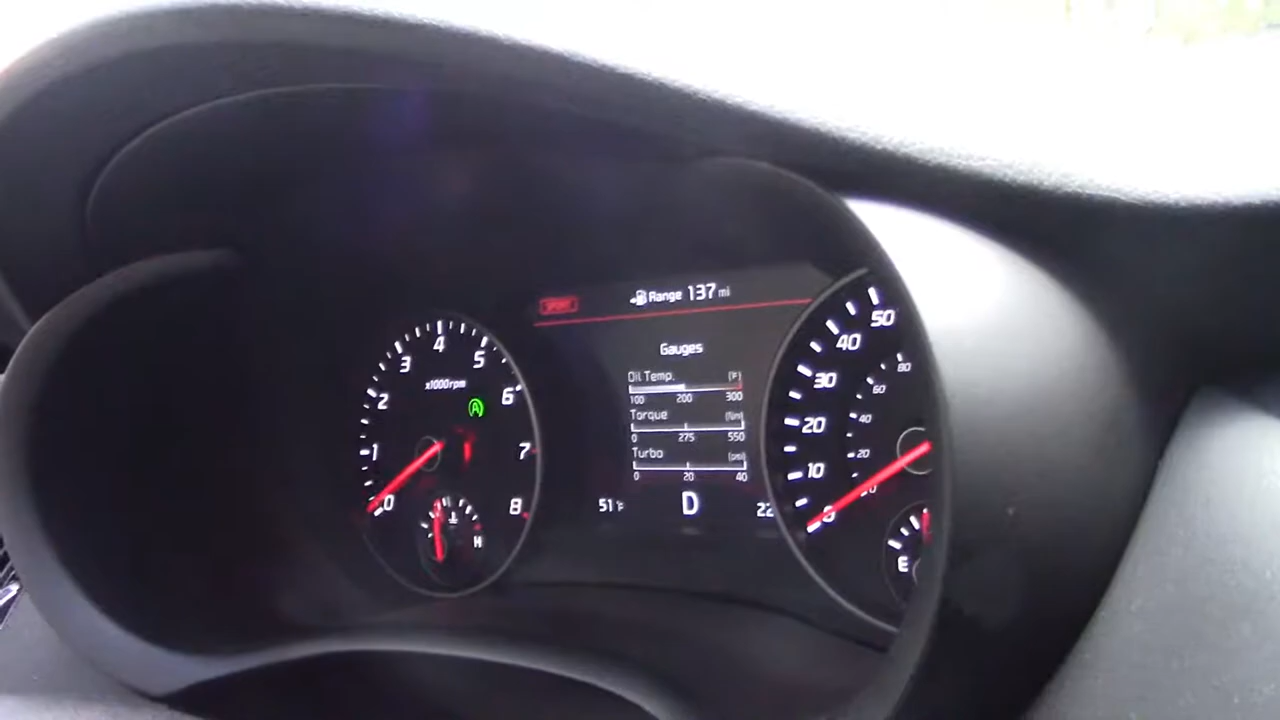 SPORT
Range 137 mi
Gauges
Oil Temp. (°F)
100 200 300
Torque (Nm)
0 275 550
Turbo (psi)
0 20 40
51°F D 22
x1000rpm
0 1 2 3 4 5 6 7 8
A
H
0 10 20 30 40 50
20 40 60 80
E